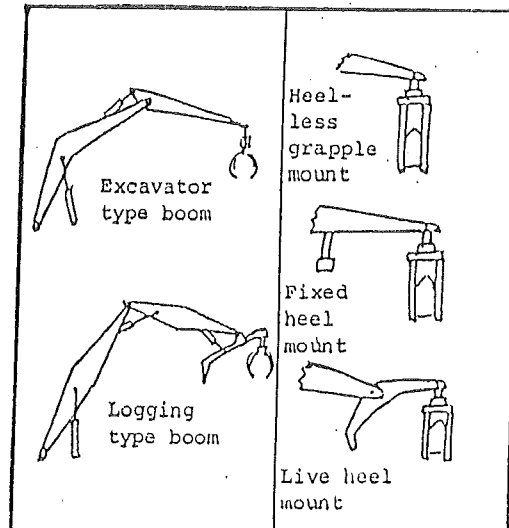 Excavator
type boom
Logging
type boom
Heel-
less
grapple
mount
Fixed
heel
mount
Live heel
mount